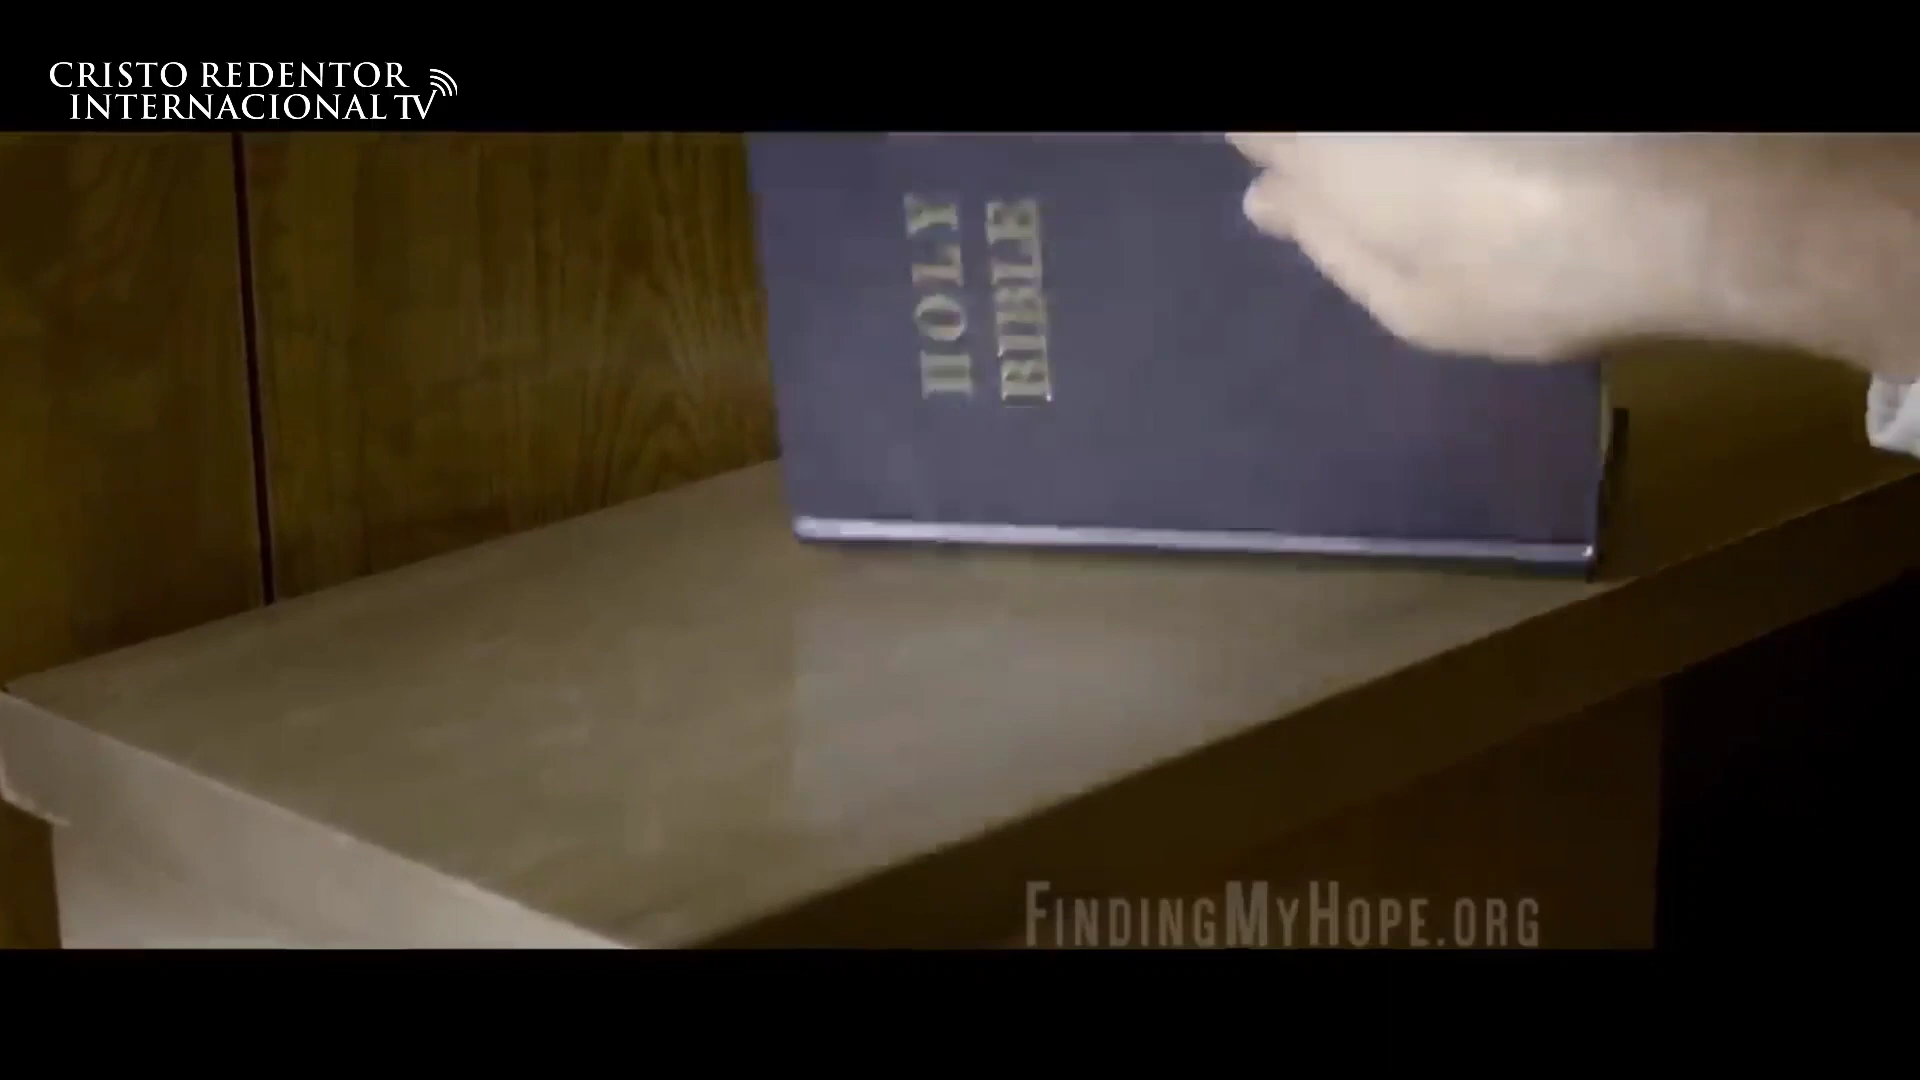 CRISTO REDENTOR
INTERNACIONAL TV
HOLY
BIBLE
FINDINGMYHOPE.ORG